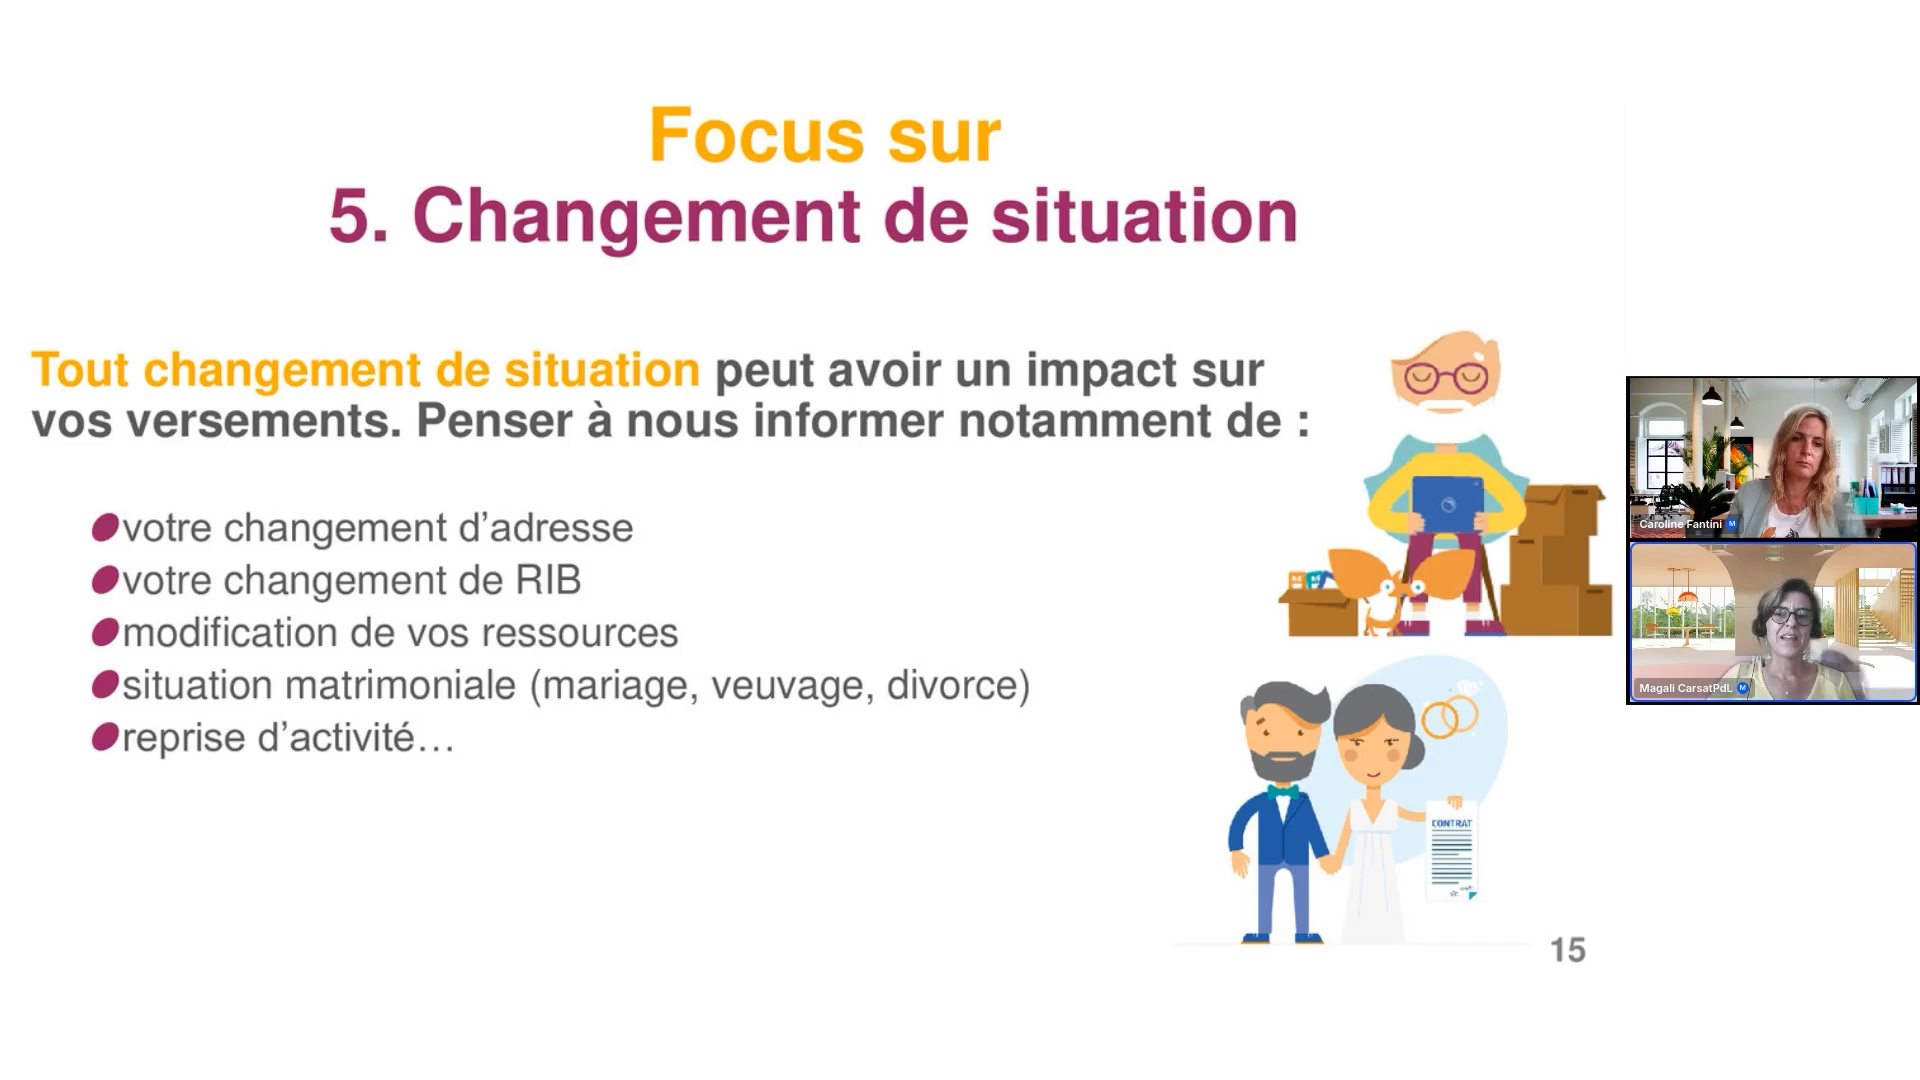 Focus sur
5. Changement de situation
Tout changement de situation peut avoir un impact sur
vos versements. Penser à nous informer notamment de :
votre changement d’adresse
votre changement de RIB
modification de vos ressources
situation matrimoniale (mariage, veuvage, divorce)
reprise d’activité…
CONTRAT
15
Caroline Fantini M
Magali CarsatPdL M